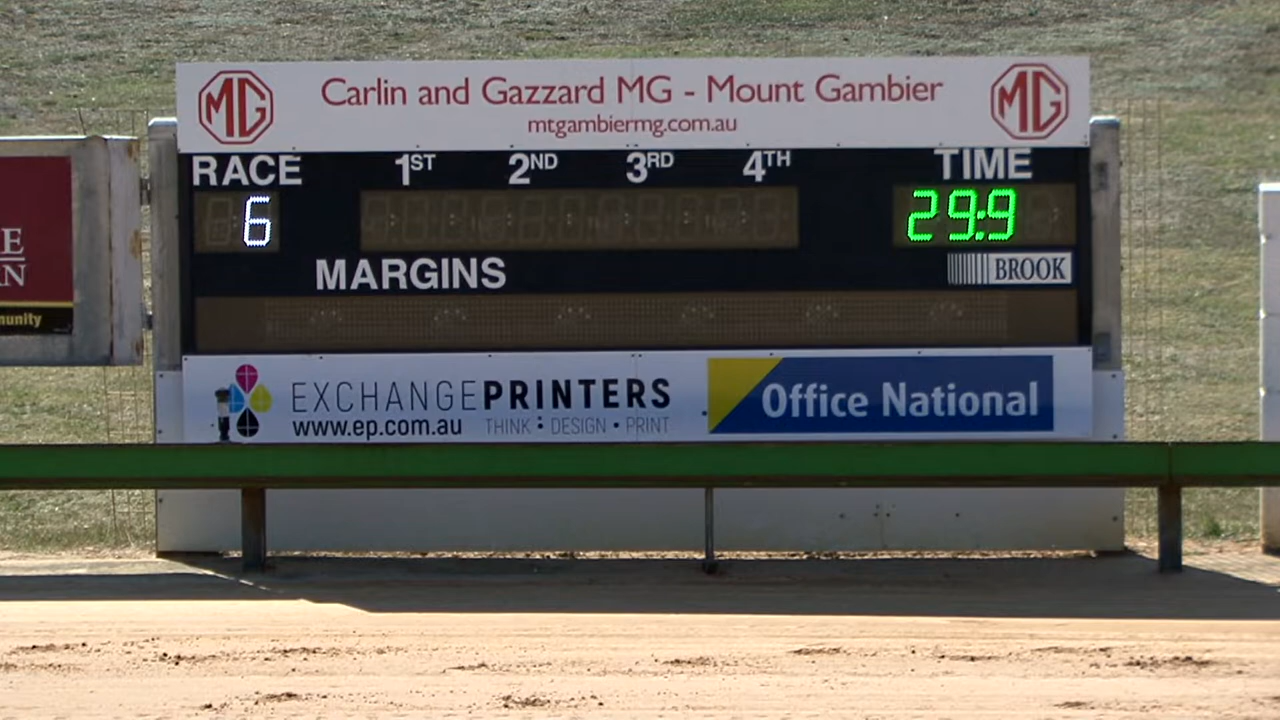 MG Carlin and Gazzard MG - Mount Gambier MG
mtgambiermg.com.au
RACE 1ST 2ND 3RD 4TH TIME
6 29:9
MARGINS BROOK
EXCHANGEPRINTERS Office National
www.ep.com.au THINK : DESIGN • PRINT